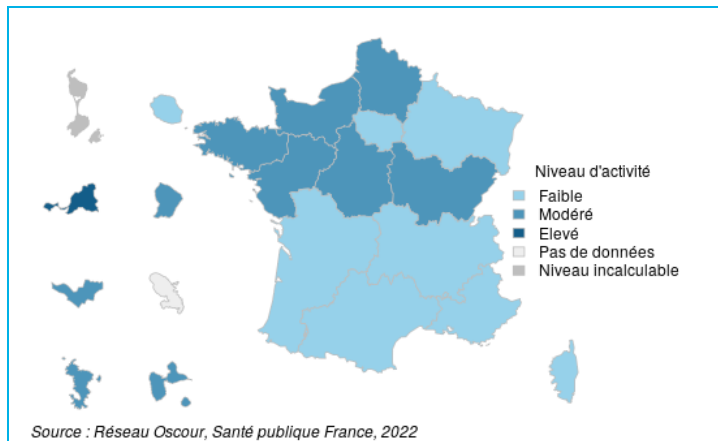 Niveau d'activité
Faible
Modéré
Elevé
Pas de données
Niveau incalculable
Source : Réseau Oscour, Santé publique France, 2022